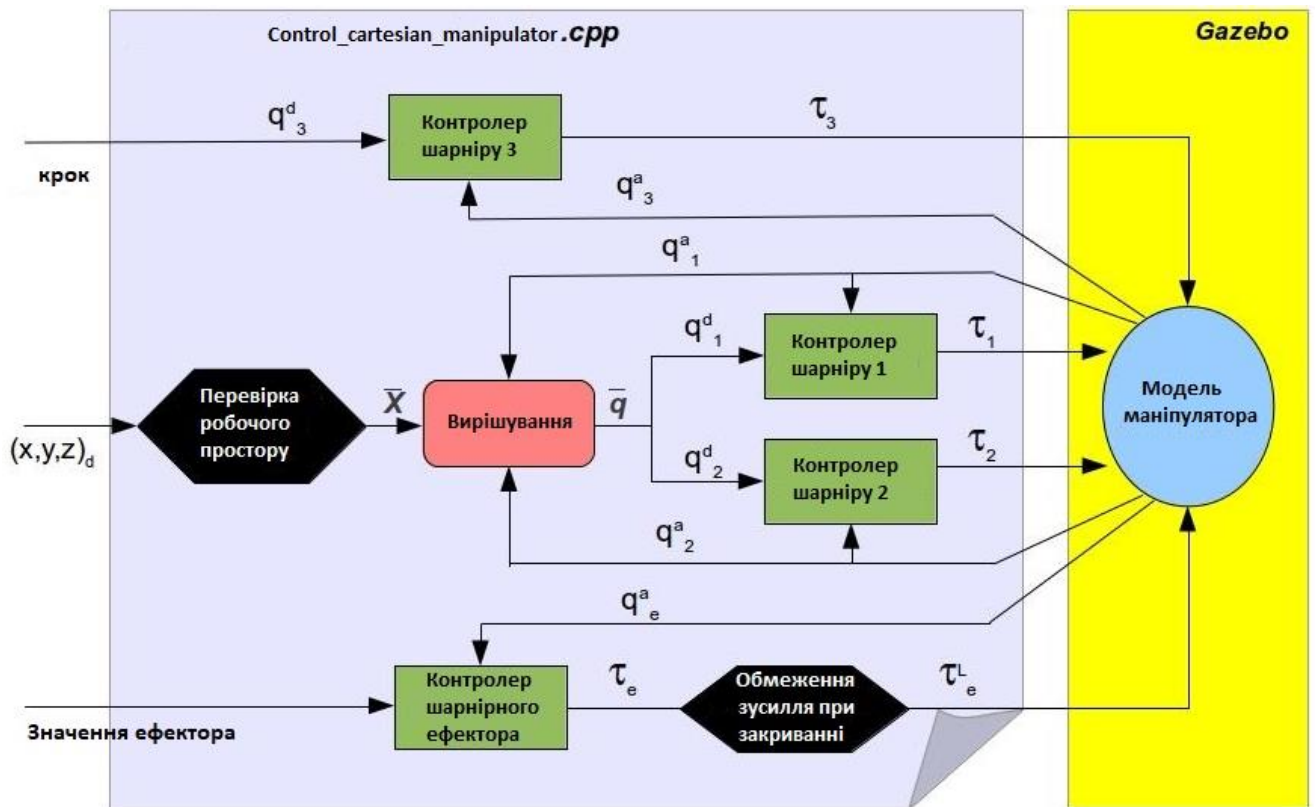 Control_cartesian_manipulator.cpp
Gazebo
q^d_3
Контролер
шарніру 3
τ_3
крок
q^a_3
q^a_1
q^d_1
Контролер
шарніру 1
τ_1
Перевірка
робочого
простору
X̅
Вирішування
q̅
Модель
маніпулятора
(x,y,z)_d
q^d_2
Контролер
шарніру 2
τ_2
q^a_2
q^a_e
Контролер
шарнірного
ефектора
τ_e
Обмеження
зусилля при
закриванні
τ^L_e
Значення ефектора